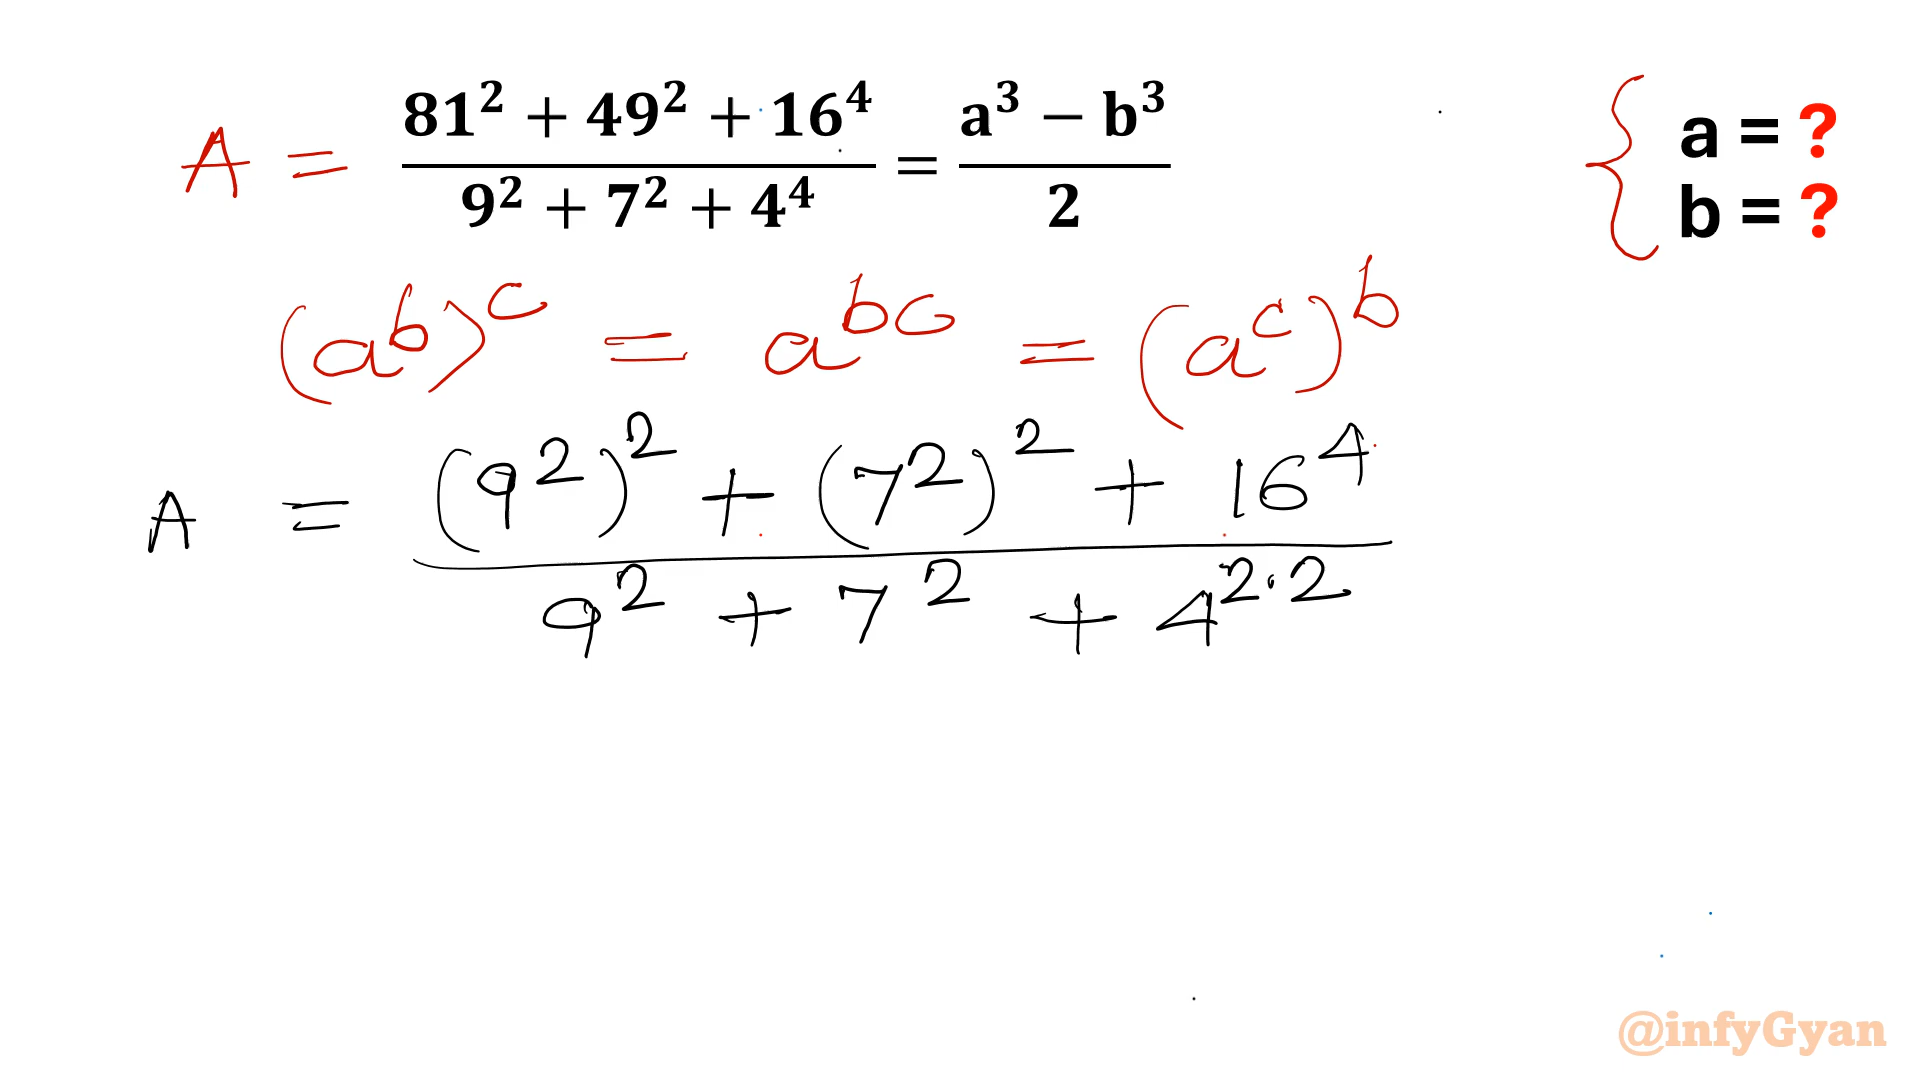 A = (81² + 49² + 16⁴)/(9² + 7² + 4⁴) = (a³ − b³)/2
a = ?
b = ?
(a^b)^c = a^{bc} = (a^c)^b
A = ((9²)² + (7²)² + 16⁴)/(9² + 7² + 4^{2·2})
@infyGyan